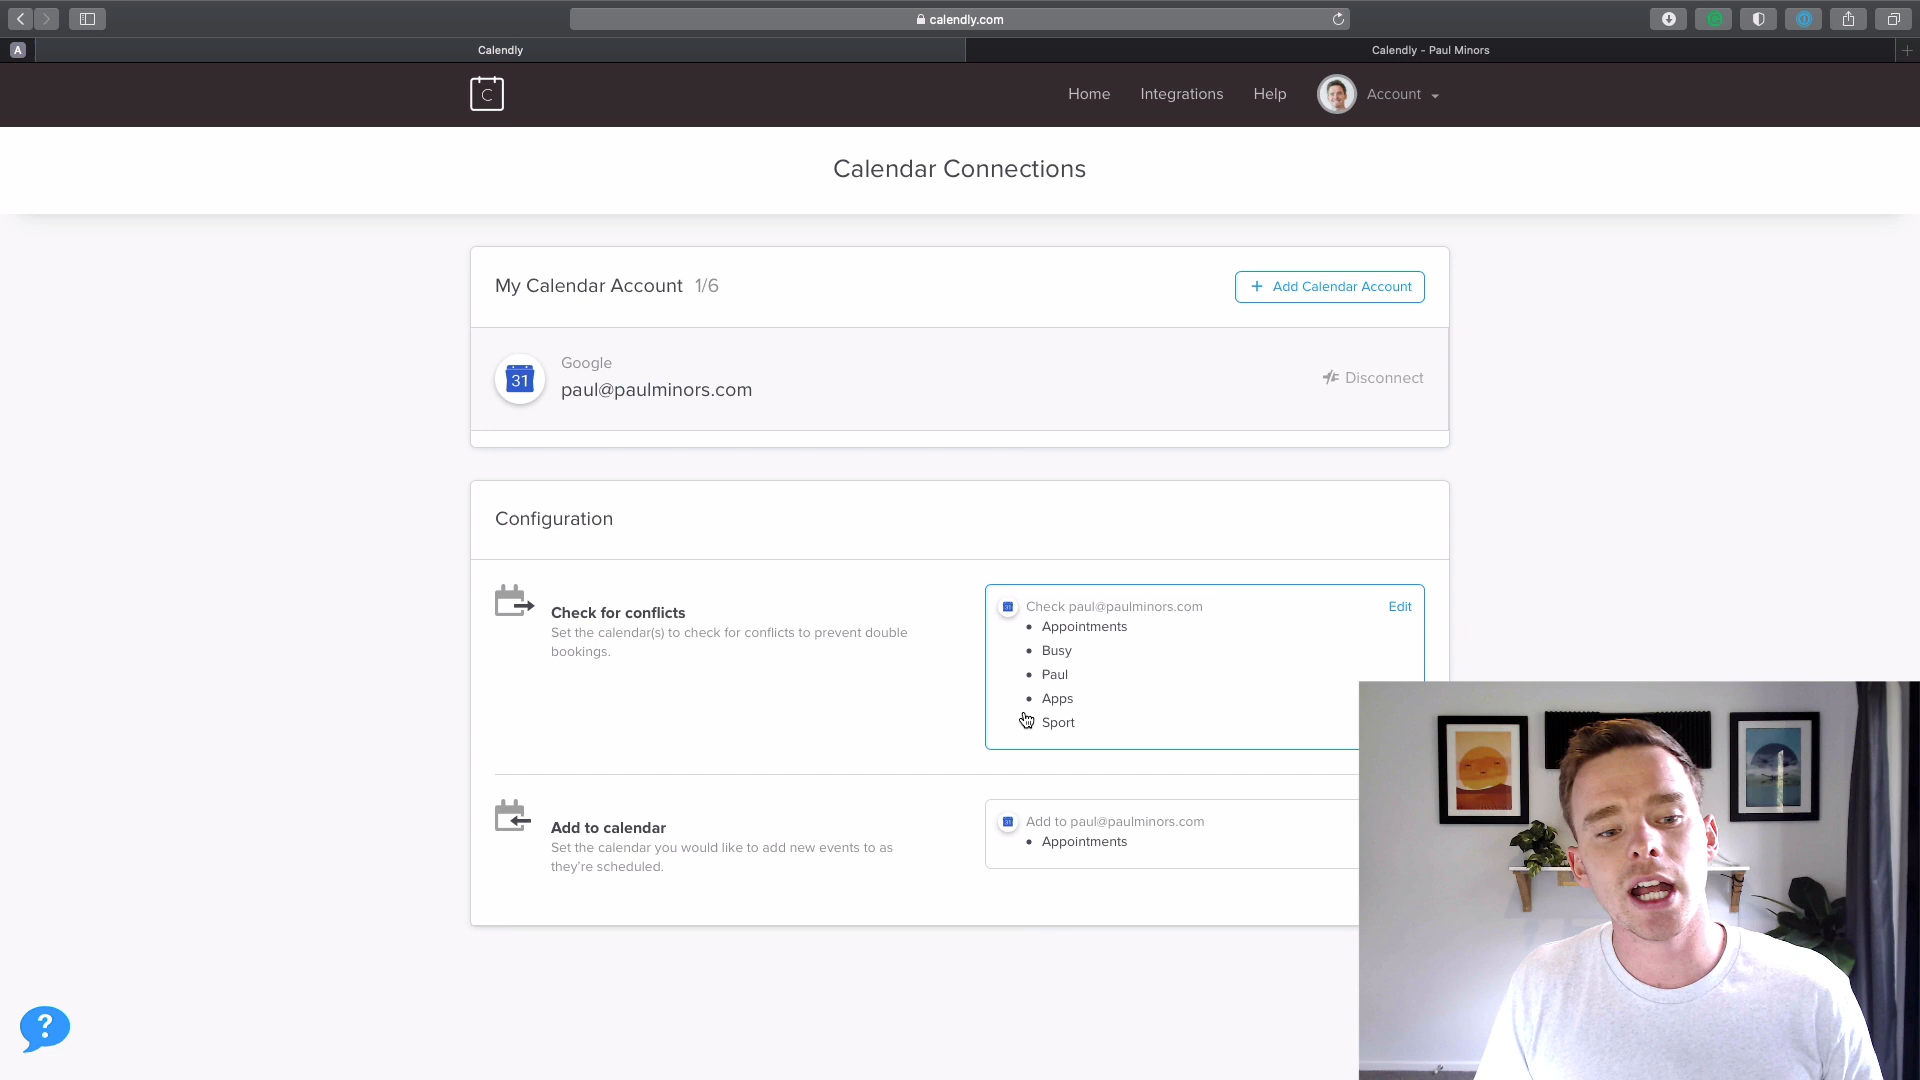 calendly.com
A
Calendly
Calendly - Paul Minors
C
Home
Integrations
Help
Account
Calendar Connections
My Calendar Account 1/6
+ Add Calendar Account
31
Google
paul@paulminors.com
Disconnect
Configuration
Check for conflicts
Set the calendar(s) to check for conflicts to prevent double
bookings.
31
Check paul@paulminors.com
Edit
• Appointments
• Busy
• Paul
• Apps
Sport
Add to calendar
Set the calendar you would like to add new events to as
they're scheduled.
31
Add to paul@paulminors.com
• Appointments
?